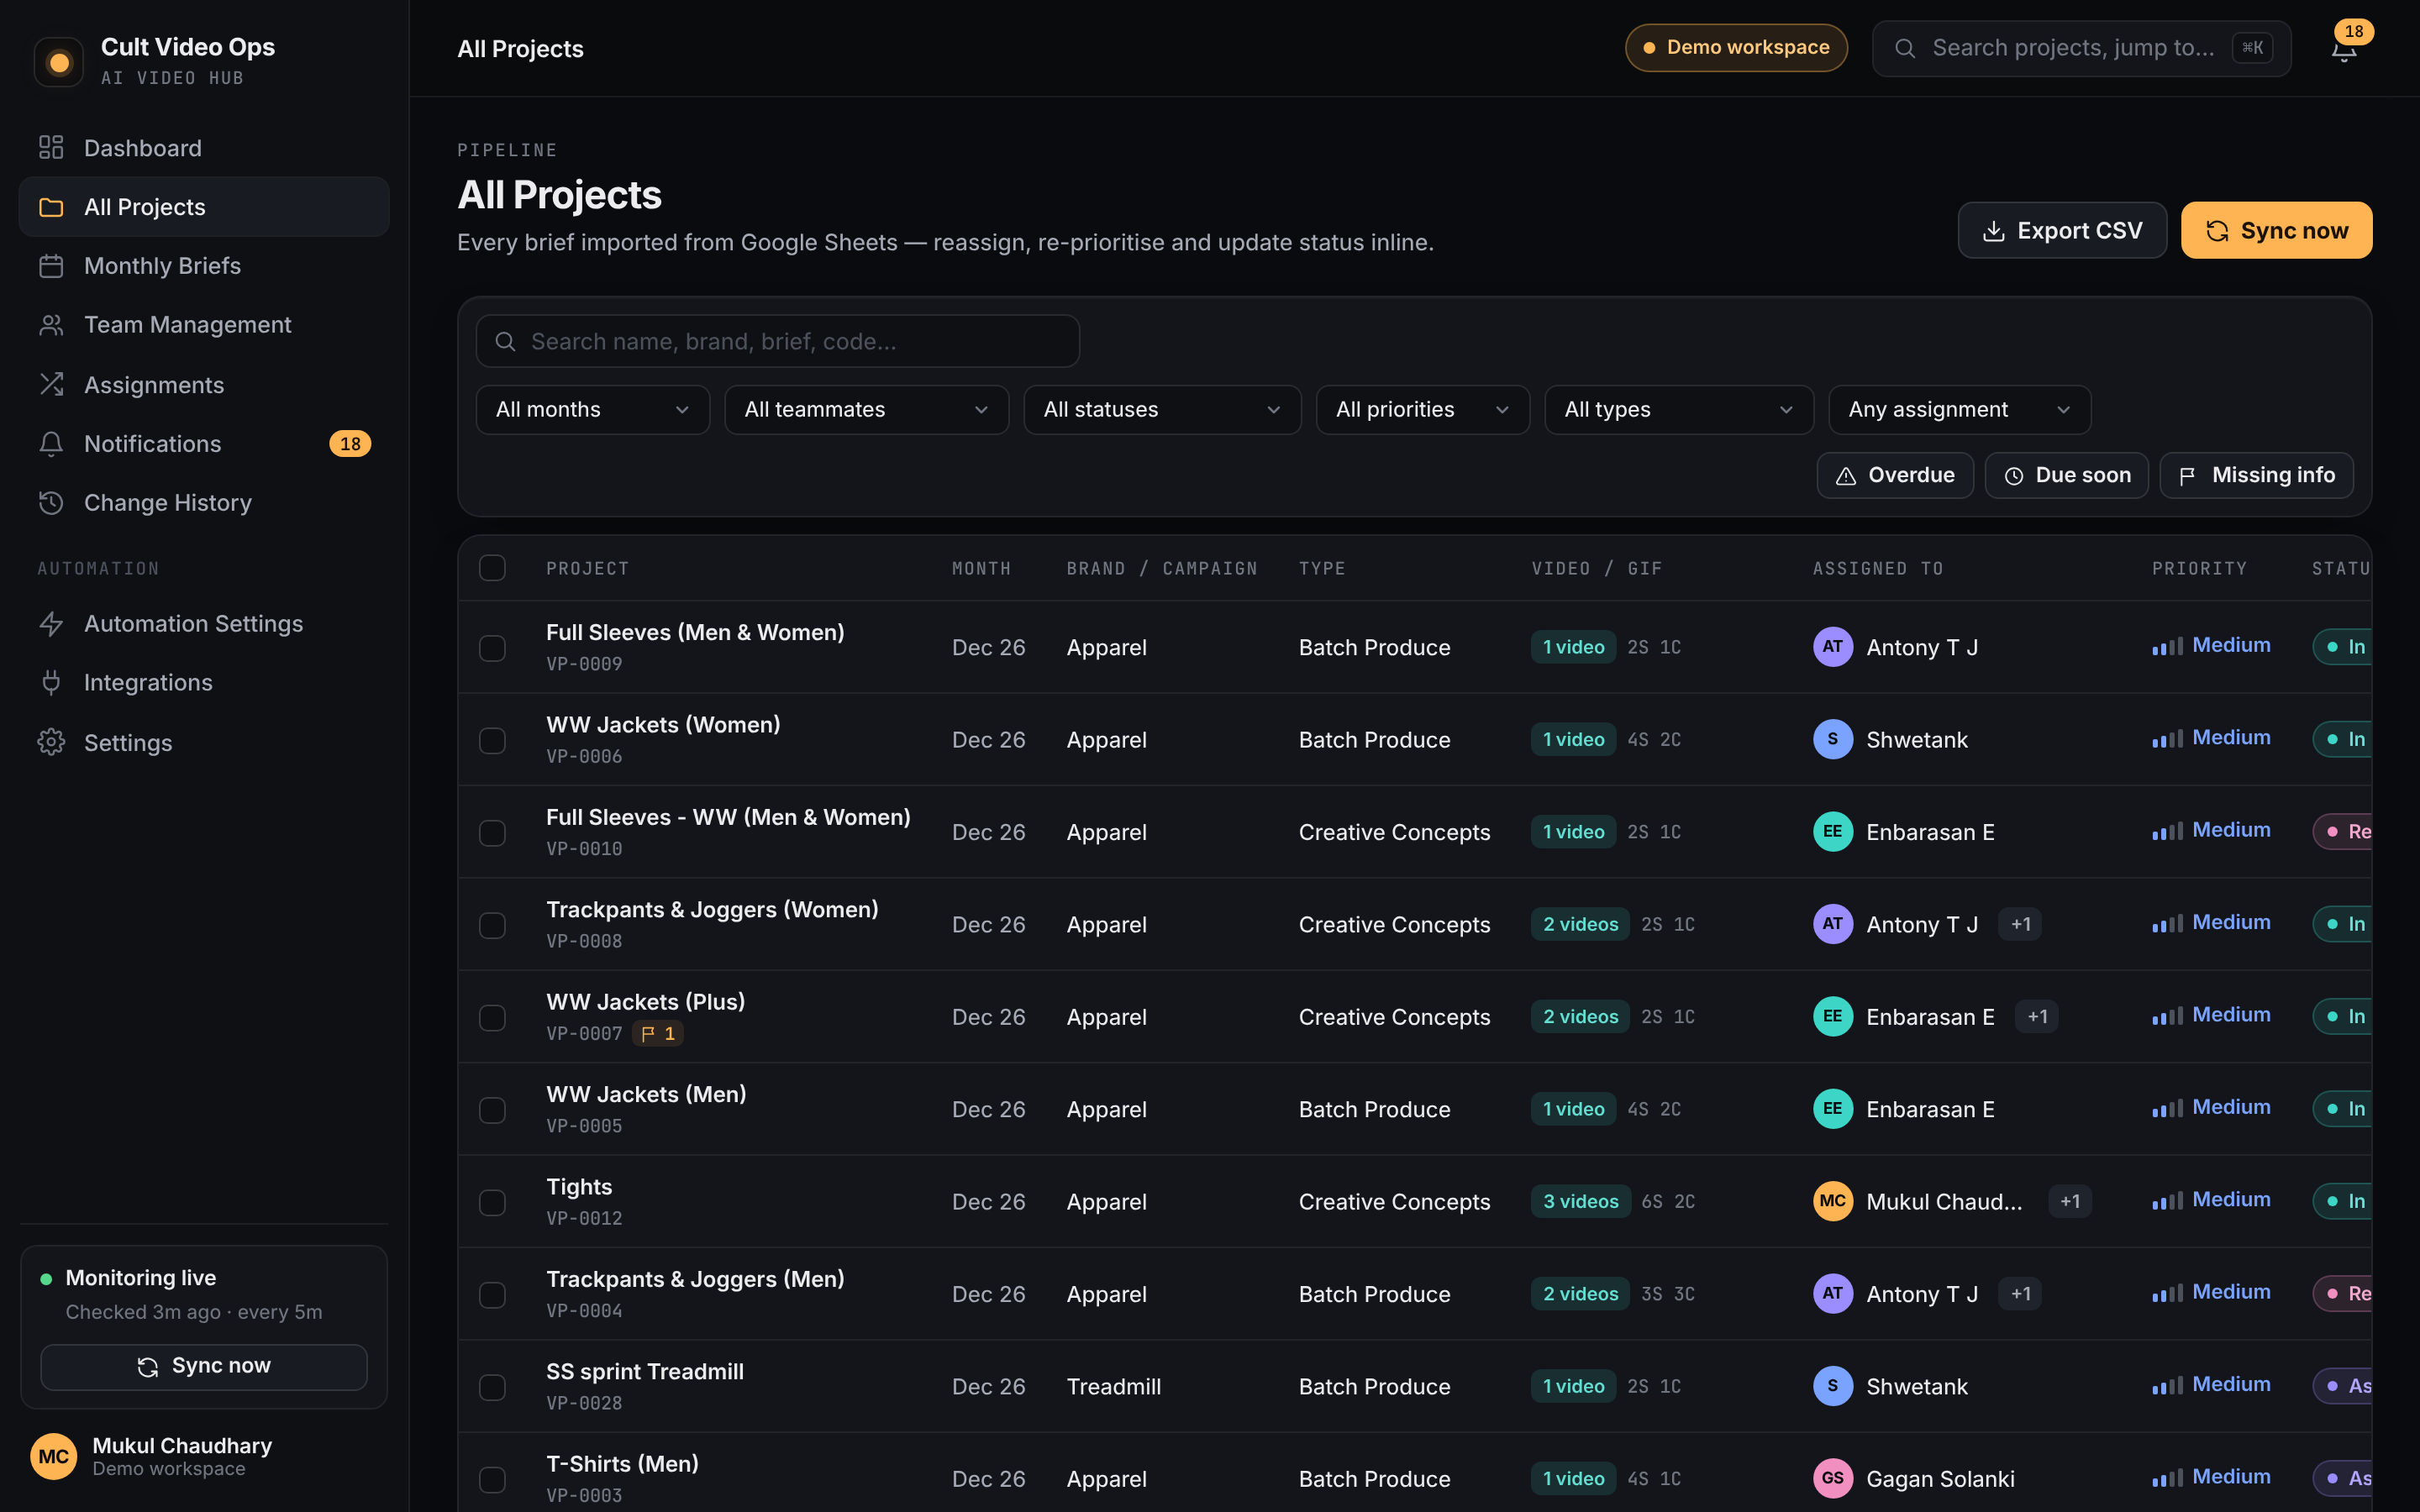 Cult Video Ops
AI VIDEO HUB
Dashboard
All Projects
Monthly Briefs
Team Management
Assignments
Notifications 18
Change History
AUTOMATION
Automation Settings
Integrations
Settings
Monitoring live
Checked 3m ago · every 5m
Sync now
MC Mukul Chaudhary
Demo workspace
All Projects
Demo workspace
Search projects, jump to... ⌘K
18
PIPELINE
All Projects
Every brief imported from Google Sheets — reassign, re-prioritise and update status inline.
Export CSV
Sync now
Search name, brand, brief, code...
All months All teammates All statuses All priorities All types Any assignment
Overdue Due soon Missing info
PROJECT MONTH BRAND / CAMPAIGN TYPE VIDEO / GIF ASSIGNED TO PRIORITY STATU
Full Sleeves (Men & Women)
VP-0009
Dec 26 Apparel Batch Produce 1 video 2S 1C AT Antony T J Medium In
WW Jackets (Women)
VP-0006
Dec 26 Apparel Batch Produce 1 video 4S 2C S Shwetank Medium In
Full Sleeves - WW (Men & Women)
VP-0010
Dec 26 Apparel Creative Concepts 1 video 2S 1C EE Enbarasan E Medium Re
Trackpants & Joggers (Women)
VP-0008
Dec 26 Apparel Creative Concepts 2 videos 2S 1C AT Antony T J +1 Medium In
WW Jackets (Plus)
VP-0007 1
Dec 26 Apparel Creative Concepts 2 videos 2S 1C EE Enbarasan E +1 Medium In
WW Jackets (Men)
VP-0005
Dec 26 Apparel Batch Produce 1 video 4S 2C EE Enbarasan E Medium In
Tights
VP-0012
Dec 26 Apparel Creative Concepts 3 videos 6S 2C MC Mukul Chaud... +1 Medium In
Trackpants & Joggers (Men)
VP-0004
Dec 26 Apparel Batch Produce 2 videos 3S 3C AT Antony T J +1 Medium Re
SS sprint Treadmill
VP-0028
Dec 26 Treadmill Batch Produce 1 video 2S 1C S Shwetank Medium As
T-Shirts (Men)
VP-0003
Dec 26 Apparel Batch Produce 1 video 4S 1C GS Gagan Solanki Medium As